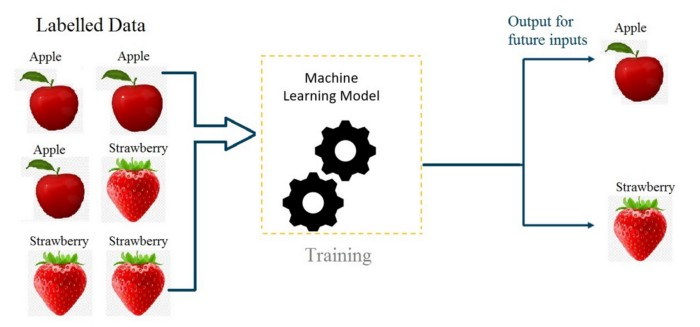 Labelled Data
Apple
Apple
Apple
Strawberry
Strawberry
Strawberry
Machine
Learning Model
Training
Output for
future inputs
Apple
Strawberry